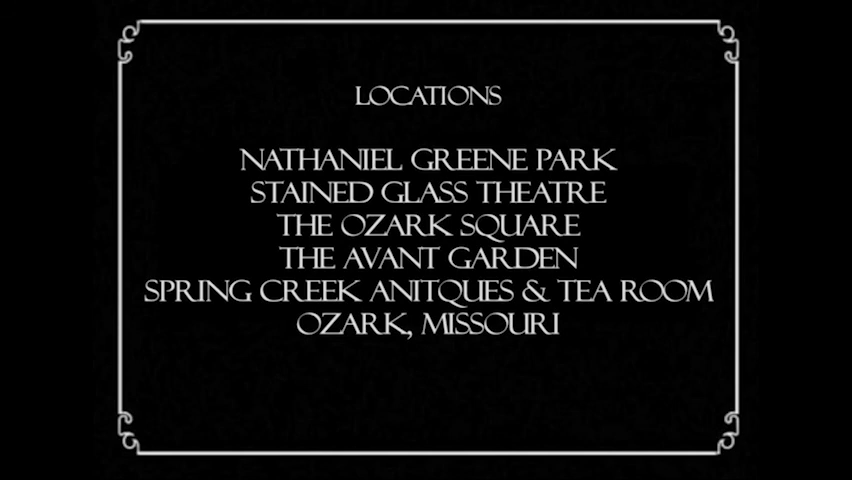 LOCATIONS
NATHANIEL GREENE PARK
STAINED GLASS THEATRE
THE OZARK SQUARE
THE AVANT GARDEN
SPRING CREEK ANITQUES & TEA ROOM
OZARK, MISSOURI